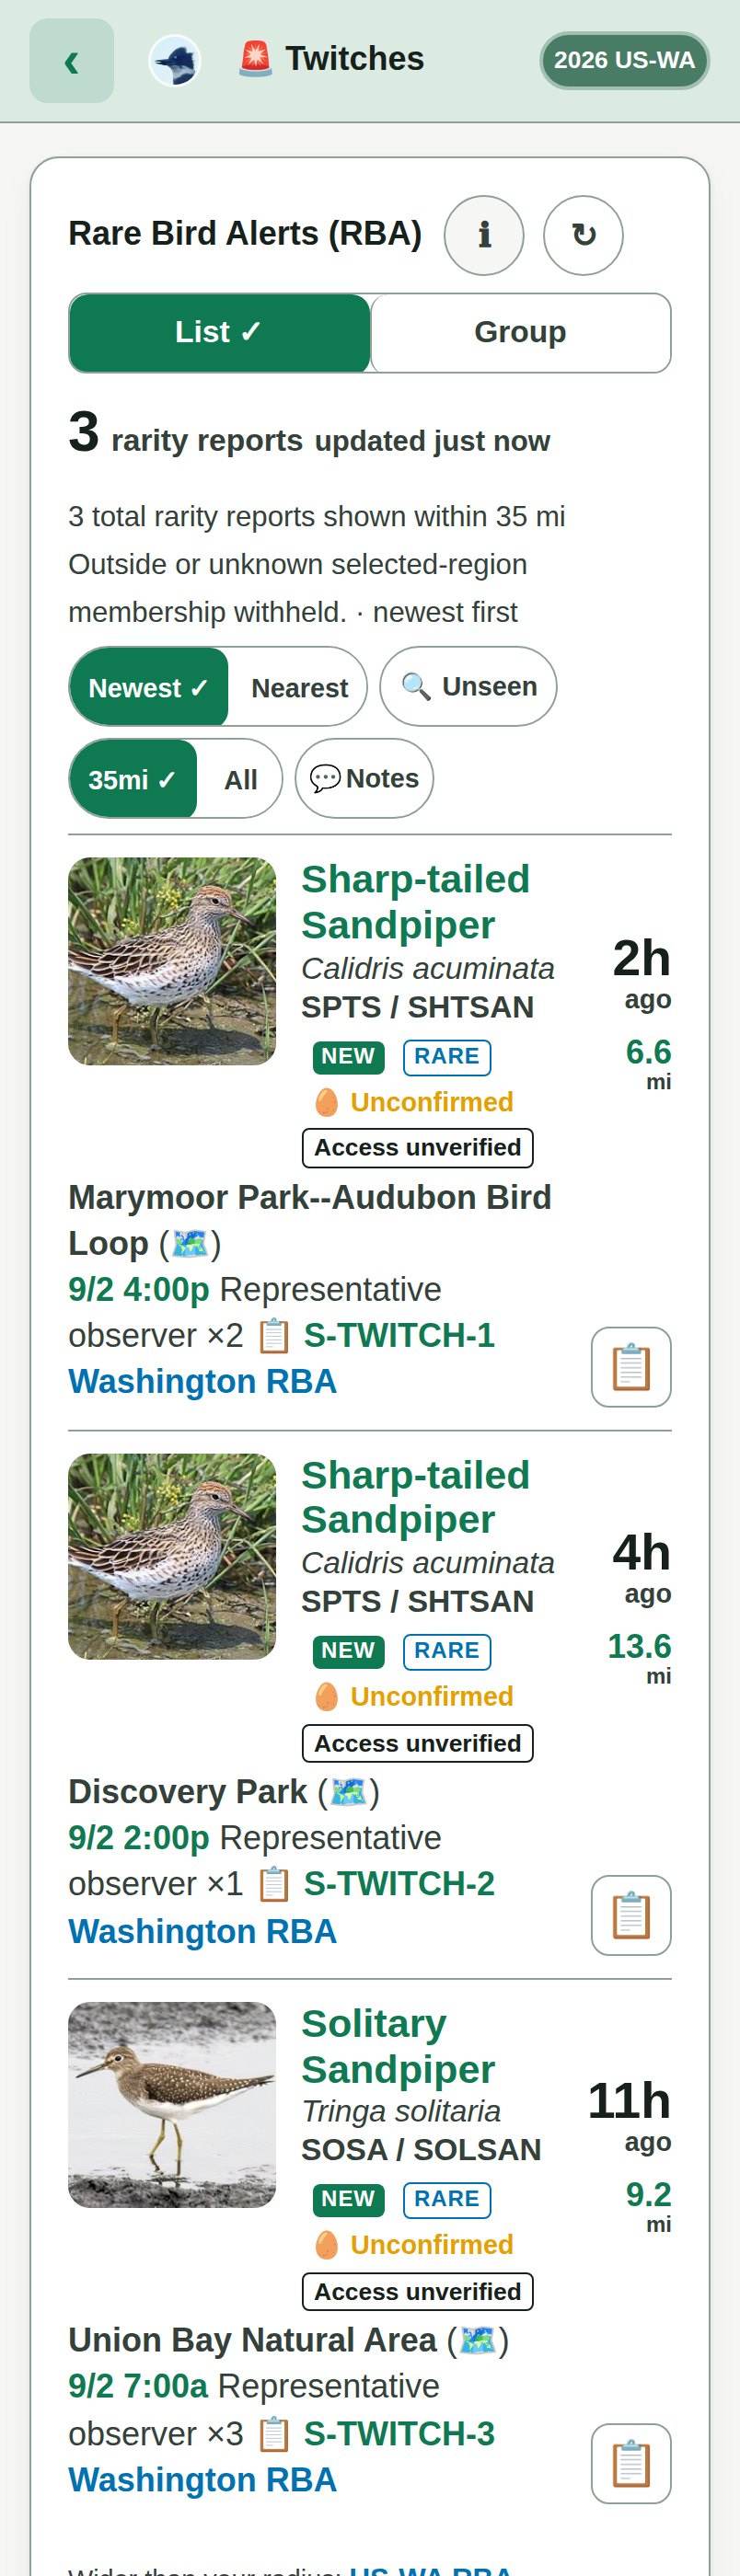 ‹ 🚨 Twitches 2026 US-WA
Rare Bird Alerts (RBA) ℹ ↻
List ✓ Group
3 rarity reports updated just now
3 total rarity reports shown within 35 mi
Outside or unknown selected-region
membership withheld. · newest first
Newest ✓ Nearest 🔍 Unseen
35mi ✓ All 💬 Notes
Sharp-tailed
Sandpiper
Calidris acuminata
SPTS / SHTSAN
2h
ago
NEW RARE
6.6
mi
🥚 Unconfirmed
Access unverified
Marymoor Park--Audubon Bird
Loop (🗺️)
9/2 4:00p Representative
observer ×2 📋 S-TWITCH-1
Washington RBA
📋
Sharp-tailed
Sandpiper
Calidris acuminata
SPTS / SHTSAN
4h
ago
NEW RARE
13.6
mi
🥚 Unconfirmed
Access unverified
Discovery Park (🗺️)
9/2 2:00p Representative
observer ×1 📋 S-TWITCH-2
Washington RBA
📋
Solitary
Sandpiper
Tringa solitaria
SOSA / SOLSAN
11h
ago
NEW RARE
9.2
mi
🥚 Unconfirmed
Access unverified
Union Bay Natural Area (🗺️)
9/2 7:00a Representative
observer ×3 📋 S-TWITCH-3
Washington RBA
📋
Wider than your radius: US-WA RBA